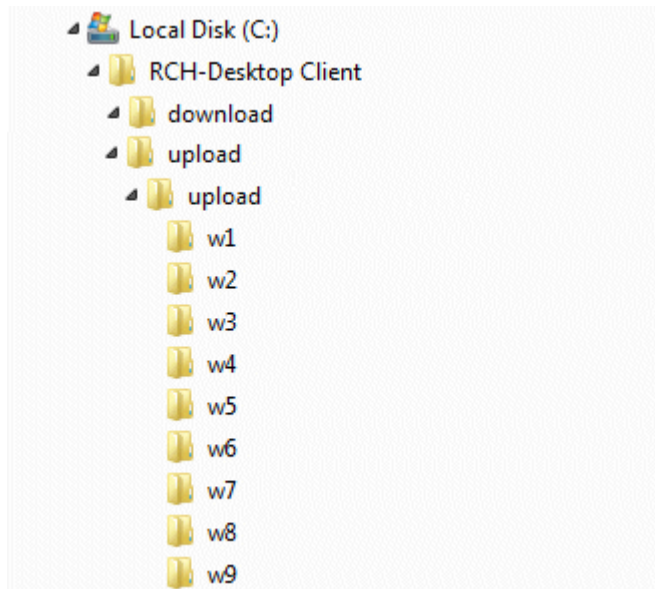 Local Disk (C:)
RCH-Desktop Client
download
upload
upload
w1
w2
w3
w4
w5
w6
w7
w8
w9